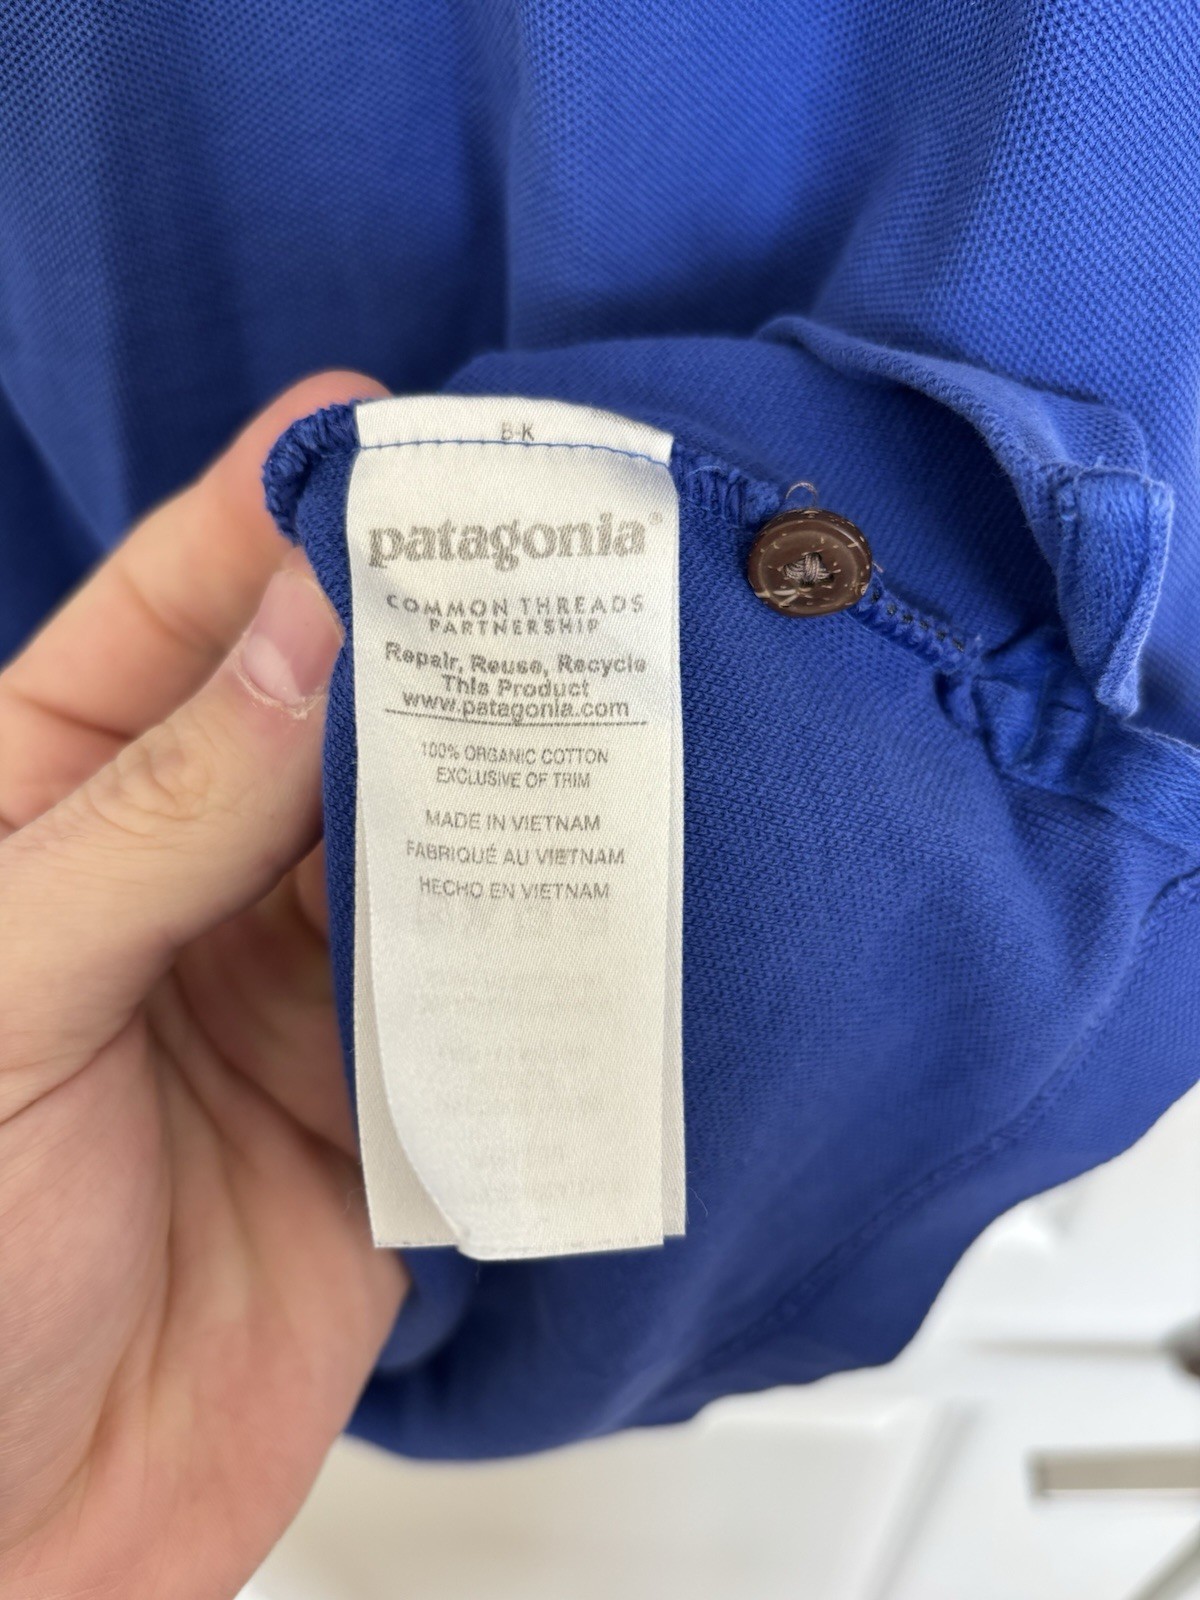 B-K
patagonia®
COMMON THREADS
PARTNERSHIP
Repair, Reuse, Recycle
This Product
www.patagonia.com
100% ORGANIC COTTON
EXCLUSIVE OF TRIM
MADE IN VIETNAM
FABRIQUÉ AU VIETNAM
HECHO EN VIETNAM